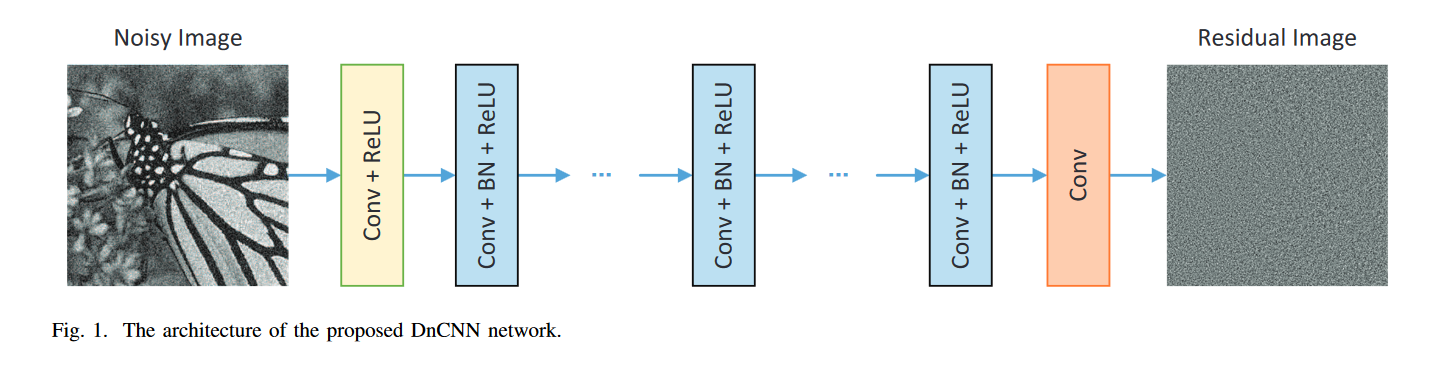 Noisy Image
Residual Image
Conv + ReLU
Conv + BN + ReLU
...
Conv + BN + ReLU
...
Conv + BN + ReLU
Conv
Fig. 1. The architecture of the proposed DnCNN network.